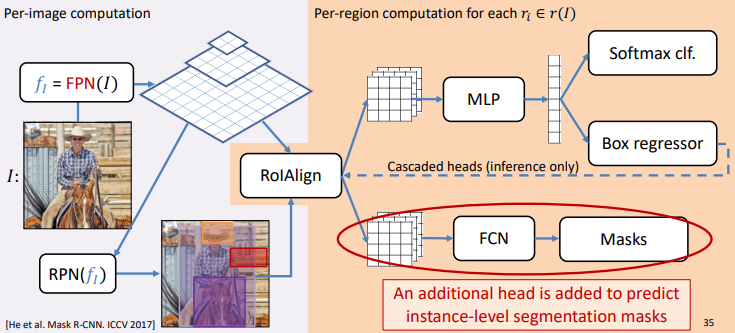 Per-image computation
Per-region computation for each 𝑟ᵢ ∈ 𝑟(𝐼)
𝑓_𝐼 = FPN(𝐼)
𝐼:
RPN(𝑓_𝐼)
RoIAlign
MLP
Softmax clf.
Box regressor
Cascaded heads (inference only)
FCN
Masks
An additional head is added to predict
instance-level segmentation masks
[He et al. Mask R-CNN. ICCV 2017]
35